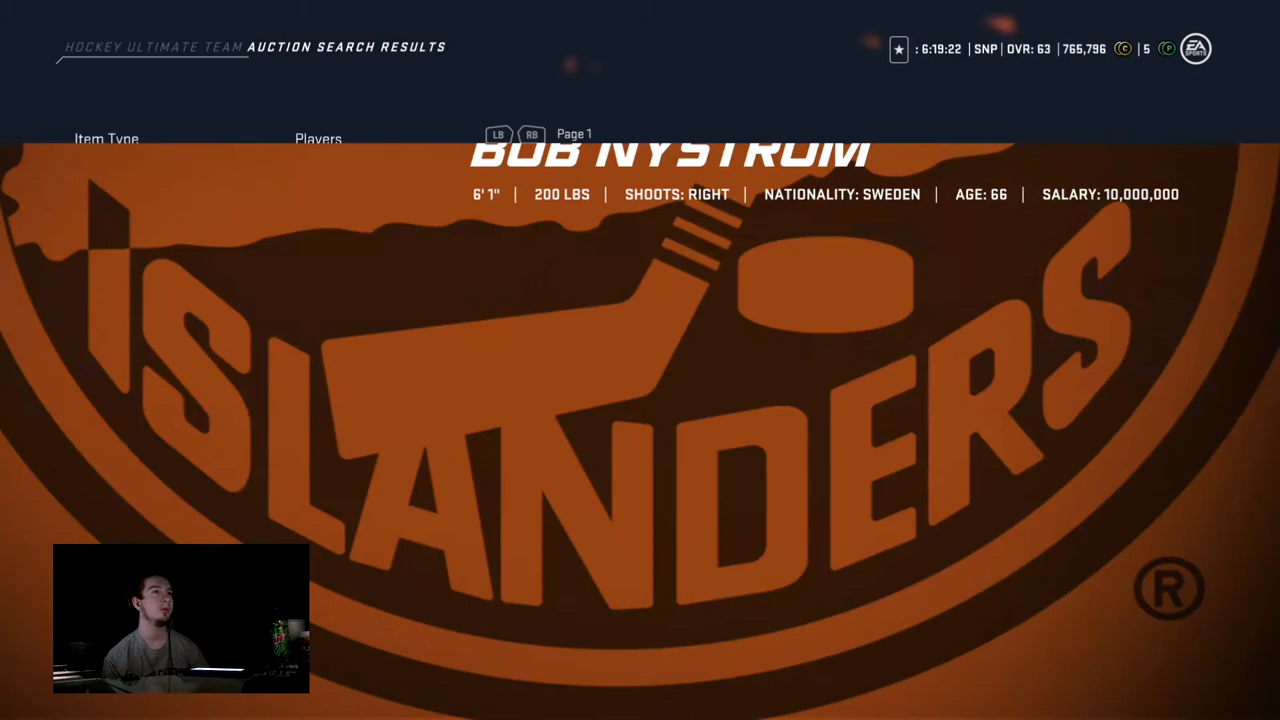 HOCKEY ULTIMATE TEAM AUCTION SEARCH RESULTS
: 6:19:22 | SNP | OVR: 63 | 765,796 C | 5 P EA SPORTS
Item Type Players LB RB Page 1
BOB NYSTROM
6' 1" | 200 LBS | SHOOTS: RIGHT | NATIONALITY: SWEDEN | AGE: 66 | SALARY: 10,000,000
ISLANDERS
®